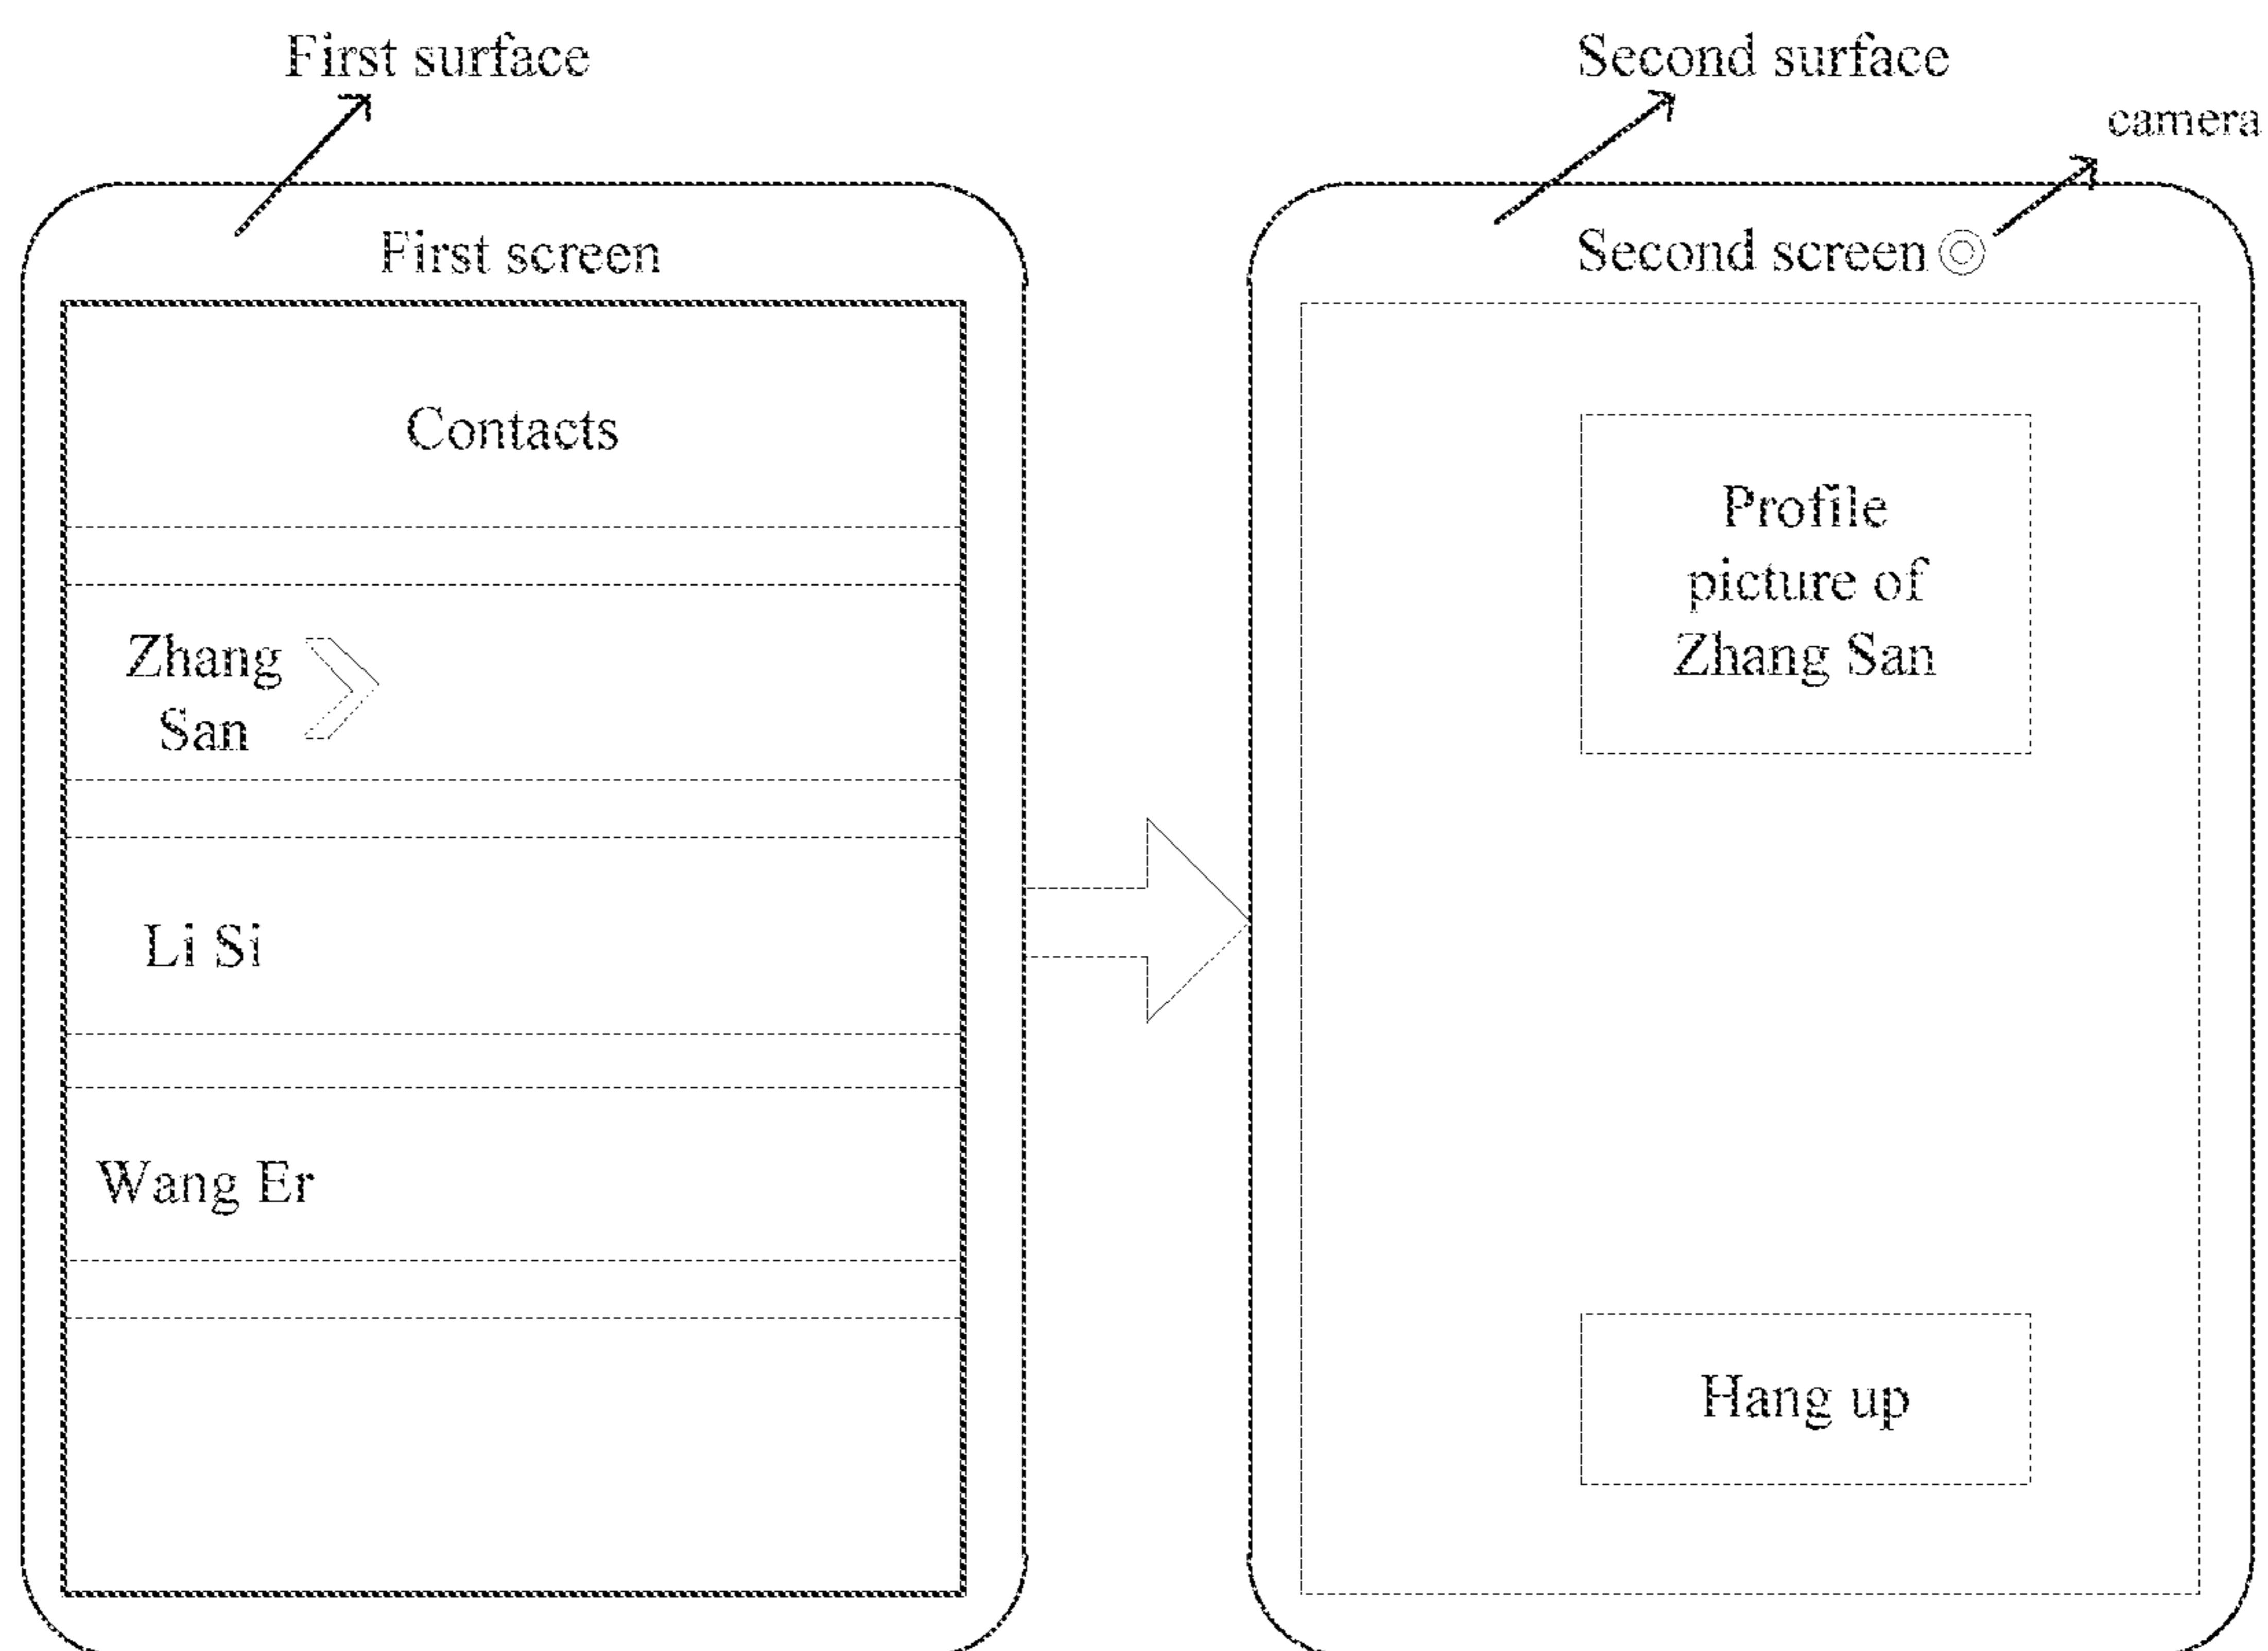 First surface
Second surface
camera
First screen
Second screen
Contacts
Zhang
San
Li Si
Wang Er
Profile
picture of
Zhang San
Hang up